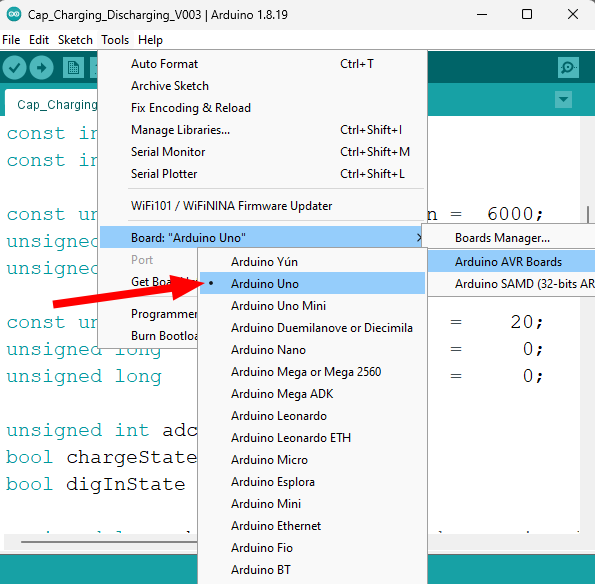 Cap_Charging_Discharging_V003 | Arduino 1.8.19
File Edit Sketch Tools Help
Cap_Charging
Auto Format Ctrl+T
Archive Sketch
Fix Encoding & Reload
Manage Libraries... Ctrl+Shift+I
Serial Monitor Ctrl+Shift+M
Serial Plotter Ctrl+Shift+L
WiFi101 / WiFiNINA Firmware Updater
Board: "Arduino Uno"
Port
Get Boa
Programmer
Burn Bootloa
Boards Manager...
Arduino AVR Boards
Arduino SAMD (32-bits AR
Arduino Yún
Arduino Uno
Arduino Uno Mini
Arduino Duemilanove or Diecimila
Arduino Nano
Arduino Mega or Mega 2560
Arduino Mega ADK
Arduino Leonardo
Arduino Leonardo ETH
Arduino Micro
Arduino Esplora
Arduino Mini
Arduino Ethernet
Arduino Fio
Arduino BT
const in
const in
const un n = 6000;
unsigned
unsigned
const un = 20;
unsigned long = 0;
unsigned long = 0;
unsigned int adc
bool chargeState
bool digInState